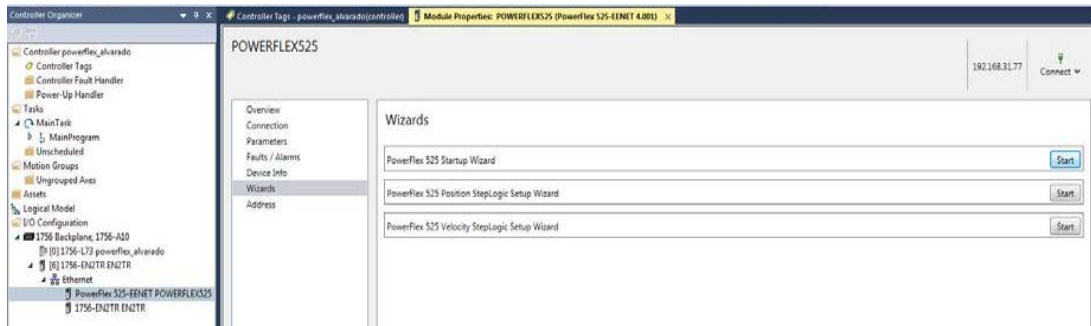 Controller Organizer
Controller Tags - powerflex_alvarado(controller)
Module Properties: POWERFLEX525 (PowerFlex 525-EENET 4.001)
Controller powerflex_alvarado
Controller Tags
Controller Fault Handler
Power-Up Handler
Tasks
MainTask
MainProgram
Unscheduled
Motion Groups
Ungrouped Axes
Assets
Logical Model
I/O Configuration
1756 Backplane, 1756-A10
[0] 1756-L73 powerflex_alvarado
[6] 1756-EN2TR EN2TR
Ethernet
PowerFlex 525-EENET POWERFLEX525
1756-EN2TR EN2TR
POWERFLEX525
192.168.31.77
Connect
Overview
Connection
Parameters
Faults / Alarms
Device Info
Wizards
Address
Wizards
PowerFlex 525 Startup Wizard
Start
PowerFlex 525 Position StepLogic Setup Wizard
Start
PowerFlex 525 Velocity StepLogic Setup Wizard
Start